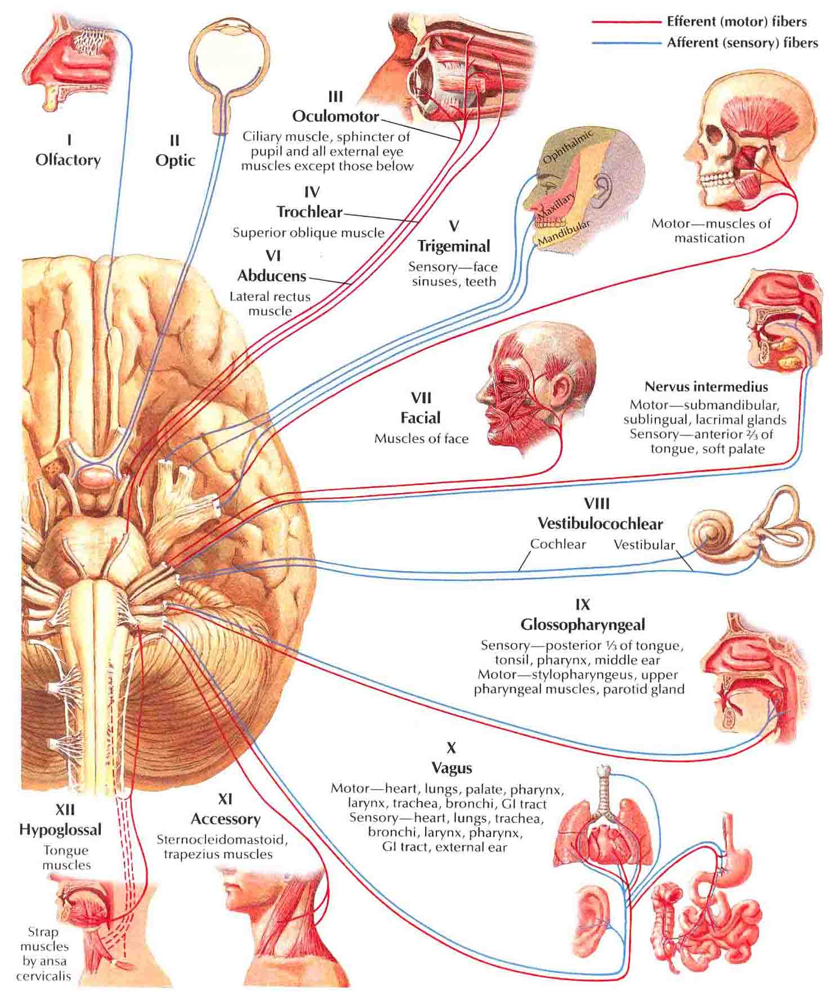 Efferent (motor) fibers
Afferent (sensory) fibers
I
Olfactory
II
Optic
III
Oculomotor
Ciliary muscle, sphincter of
pupil and all external eye
muscles except those below
IV
Trochlear
Superior oblique muscle
VI
Abducens
Lateral rectus
muscle
V
Trigeminal
Sensory—face
sinuses, teeth
Ophthalmic
Maxillary
Mandibular
Motor—muscles of
mastication
VII
Facial
Muscles of face
Nervus intermedius
Motor—submandibular,
sublingual, lacrimal glands
Sensory—anterior ⅔ of
tongue, soft palate
VIII
Vestibulocochlear
Cochlear
Vestibular
IX
Glossopharyngeal
Sensory—posterior ⅓ of tongue,
tonsil, pharynx, middle ear
Motor—stylopharyngeus, upper
pharyngeal muscles, parotid gland
X
Vagus
Motor—heart, lungs, palate, pharynx,
larynx, trachea, bronchi, GI tract
Sensory—heart, lungs, trachea,
bronchi, larynx, pharynx,
GI tract, external ear
XI
Accessory
Sternocleidomastoid,
trapezius muscles
XII
Hypoglossal
Tongue
muscles
Strap
muscles
by ansa
cervicalis